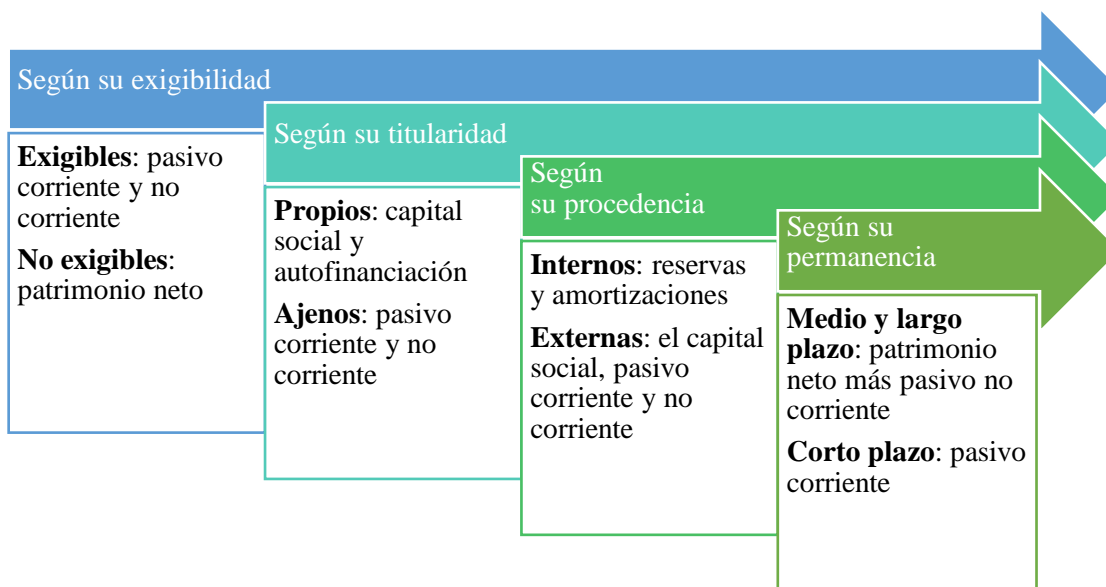 Según su exigibilidad
Exigibles: pasivo
corriente y no
corriente
No exigibles:
patrimonio neto
Según su titularidad
Propios: capital
social y
autofinanciación
Ajenos: pasivo
corriente y no
corriente
Según
su procedencia
Internos: reservas
y amortizaciones
Externas: el capital
social, pasivo
corriente y no
corriente
Según su
permanencia
Medio y largo
plazo: patrimonio
neto más pasivo no
corriente
Corto plazo: pasivo
corriente